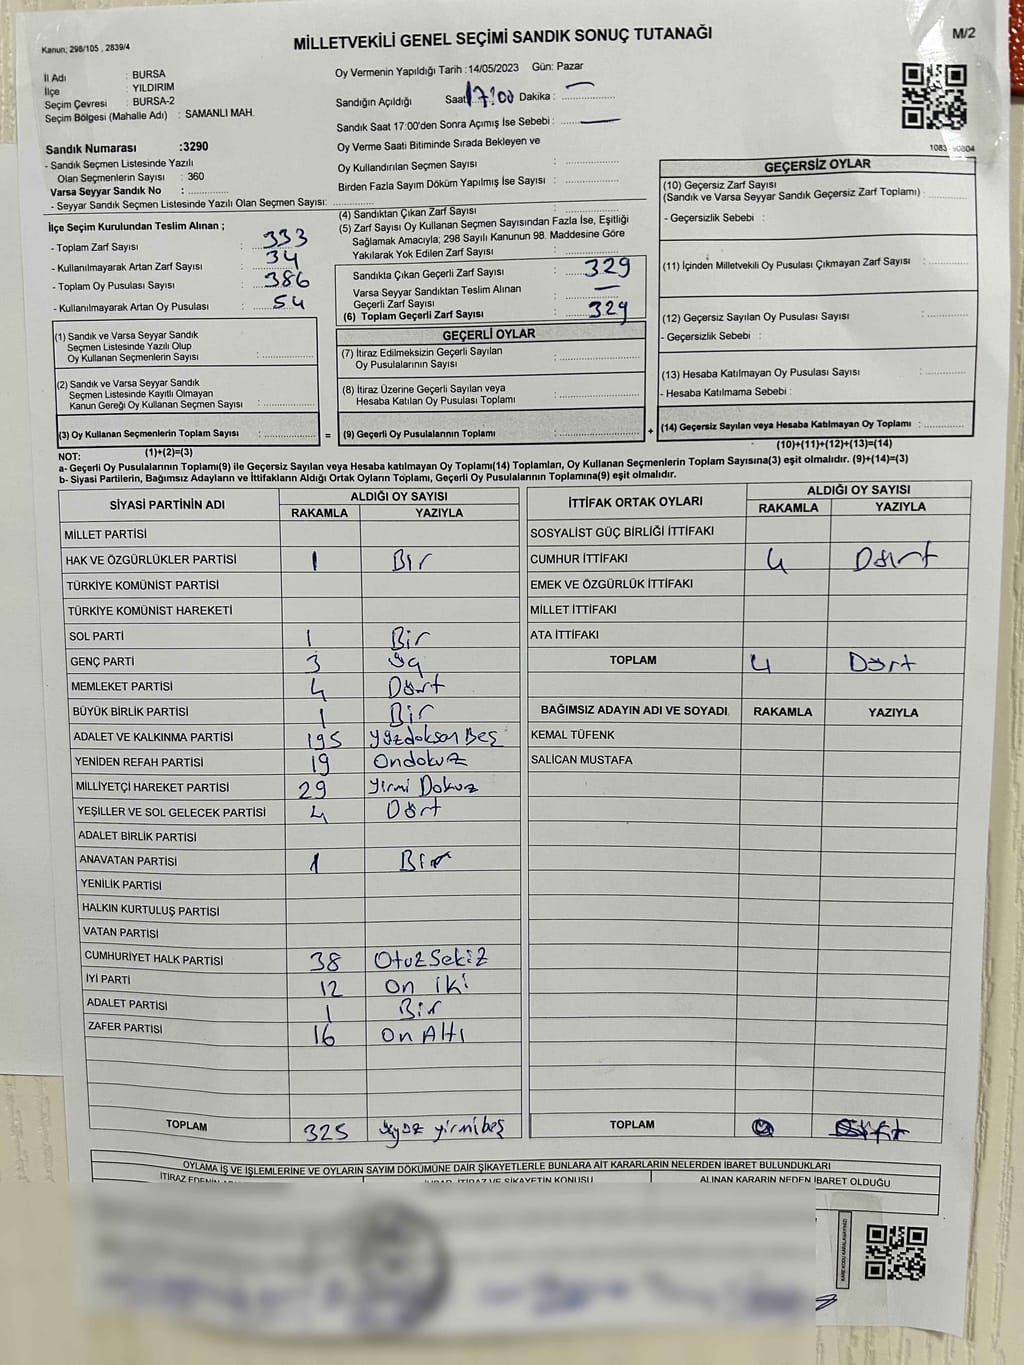 Kanun; 298/105 , 2839/4
MİLLETVEKİLİ GENEL SEÇİMİ SANDIK SONUÇ TUTANAĞI
M/2
İl Adı : BURSA
İlçe : YILDIRIM
Seçim Çevresi : BURSA-2
Seçim Bölgesi (Mahalle Adı) : SAMANLI MAH.
Sandık Numarası :3290
- Sandık Seçmen Listesinde Yazılı
Olan Seçmenlerin Sayısı : 360
Varsa Seyyar Sandık No : ............
- Seyyar Sandık Seçmen Listesinde Yazılı Olan Seçmen Sayısı: ............
Oy Vermenin Yapıldığı Tarih :14/05/2023 Gün: Pazar
Sandığın Açıldığı Saat 17:00 Dakika : —
Sandık Saat 17:00'den Sonra Açımış İse Sebebi : —
Oy Verme Saati Bitiminde Sırada Bekleyen ve
Oy Kullandırılan Seçmen Sayısı : ............
Birden Fazla Sayım Döküm Yapılmış İse Sayısı : ............
İlçe Seçim Kurulundan Teslim Alınan ;
- Toplam Zarf Sayısı : 333
- Kullanılmayarak Artan Zarf Sayısı : 34
- Toplam Oy Pusulası Sayısı : 386
- Kullanılmayarak Artan Oy Pusulası : 54
(4) Sandıktan Çıkan Zarf Sayısı : ............
(5) Zarf Sayısı Oy Kullanan Seçmen Sayısından Fazla İse, Eşitliği
Sağlamak Amacıyla; 298 Sayılı Kanunun 98. Maddesine Göre
Yakılarak Yok Edilen Zarf Sayısı : ............
Sandıkta Çıkan Geçerli Zarf Sayısı : 329
Varsa Seyyar Sandıktan Teslim Alınan
Geçerli Zarf Sayısı : —
(6) Toplam Geçerli Zarf Sayısı : 329
GEÇERSİZ OYLAR
(10) Geçersiz Zarf Sayısı
(Sandık ve Varsa Seyyar Sandık Geçersiz Zarf Toplamı) : ............
- Geçersizlik Sebebi :
(11) İçinden Milletvekili Oy Pusulası Çıkmayan Zarf Sayısı : ............
(12) Geçersiz Sayılan Oy Pusulası Sayısı : ............
- Geçersizlik Sebebi :
(13) Hesaba Katılmayan Oy Pusulası Sayısı : ............
- Hesaba Katılmama Sebebi :
(14) Geçersiz Sayılan veya Hesaba Katılmayan Oy Toplamı : ............
(10)+(11)+(12)+(13)=(14)
(1) Sandık ve Varsa Seyyar Sandık
Seçmen Listesinde Yazılı Olup
Oy Kullanan Seçmenlerin Sayısı : ............
(2) Sandık ve Varsa Seyyar Sandık
Seçmen Listesinde Kayıtlı Olmayan
Kanun Gereği Oy Kullanan Seçmen Sayısı : ............
(3) Oy Kullanan Seçmenlerin Toplam Sayısı : ............ =
(1)+(2)=(3)
GEÇERLİ OYLAR
(7) İtiraz Edilmeksizin Geçerli Sayılan
Oy Pusulalarının Sayısı : ............
(8) İtiraz Üzerine Geçerli Sayılan veya
Hesaba Katılan Oy Pusulası Toplamı : ............
(9) Geçerli Oy Pusulalarının Toplamı : ............ +
NOT:
a- Geçerli Oy Pusulalarının Toplamı(9) ile Geçersiz Sayılan veya Hesaba katılmayan Oy Toplamı(14) Toplamları, Oy Kullanan Seçmenlerin Toplam Sayısına(3) eşit olmalıdır. (9)+(14)=(3)
b- Siyasi Partilerin, Bağımsız Adayların ve İttifakların Aldığı Ortak Oyların Toplamı, Geçerli Oy Pusulalarının Toplamına(9) eşit olmalıdır.
SİYASİ PARTİNİN ADI ALDIĞI OY SAYISI
RAKAMLA YAZIYLA
MİLLET PARTİSİ
HAK VE ÖZGÜRLÜKLER PARTİSİ 1 Bir
TÜRKİYE KOMÜNİST PARTİSİ
TÜRKİYE KOMÜNİST HAREKETİ
SOL PARTİ 1 Bir
GENÇ PARTİ 3 Üç
MEMLEKET PARTİSİ 4 Dört
BÜYÜK BİRLİK PARTİSİ 1 Bir
ADALET VE KALKINMA PARTİSİ 195 Yüzdoksan Beş
YENİDEN REFAH PARTİSİ 19 Ondokuz
MİLLİYETÇİ HAREKET PARTİSİ 29 Yirmi Dokuz
YEŞİLLER VE SOL GELECEK PARTİSİ 4 Dört
ADALET BİRLİK PARTİSİ
ANAVATAN PARTİSİ 1 Bir
YENİLİK PARTİSİ
HALKIN KURTULUŞ PARTİSİ
VATAN PARTİSİ
CUMHURİYET HALK PARTİSİ 38 OtuzSekiz
İYİ PARTİ 12 On iki
ADALET PARTİSİ 1 Bir
ZAFER PARTİSİ 16 On Altı
TOPLAM 325 üçyüz yirmibeş
İTTİFAK ORTAK OYLARI ALDIĞI OY SAYISI
RAKAMLA YAZIYLA
SOSYALİST GÜÇ BİRLİĞİ İTTİFAKI
CUMHUR İTTİFAKI 4 Dört
EMEK VE ÖZGÜRLÜK İTTİFAKI
MİLLET İTTİFAKI
ATA İTTİFAKI
TOPLAM 4 Dört
BAĞIMSIZ ADAYIN ADI VE SOYADI RAKAMLA YAZIYLA
KEMAL TÜFENK
SALİCAN MUSTAFA
TOPLAM
OYLAMA İŞ VE İŞLEMLERİNE VE OYLARIN SAYIM DÖKÜMÜNE DAİR ŞİKAYETLERLE BUNLARA AİT KARARLARIN NELERDEN İBARET BULUNDUKLARI
İTİRAZ VE ŞİKAYETİN KONUSU
ALINAN KARARIN NEDEN İBARET OLDUĞU